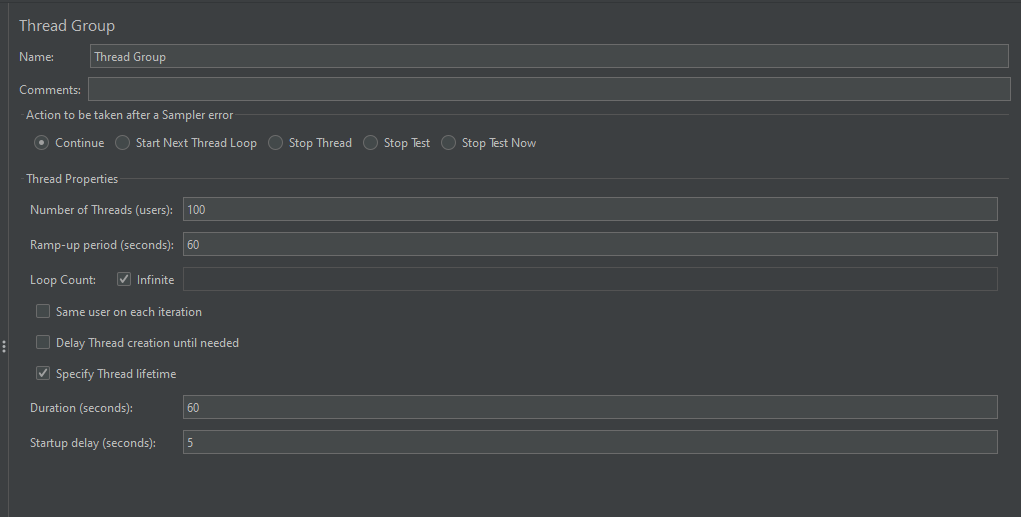 Thread Group
Name: Thread Group
Comments:
Action to be taken after a Sampler error
Continue Start Next Thread Loop Stop Thread Stop Test Stop Test Now
Thread Properties
Number of Threads (users): 100
Ramp-up period (seconds): 60
Loop Count: Infinite
Same user on each iteration
Delay Thread creation until needed
Specify Thread lifetime
Duration (seconds): 60
Startup delay (seconds): 5